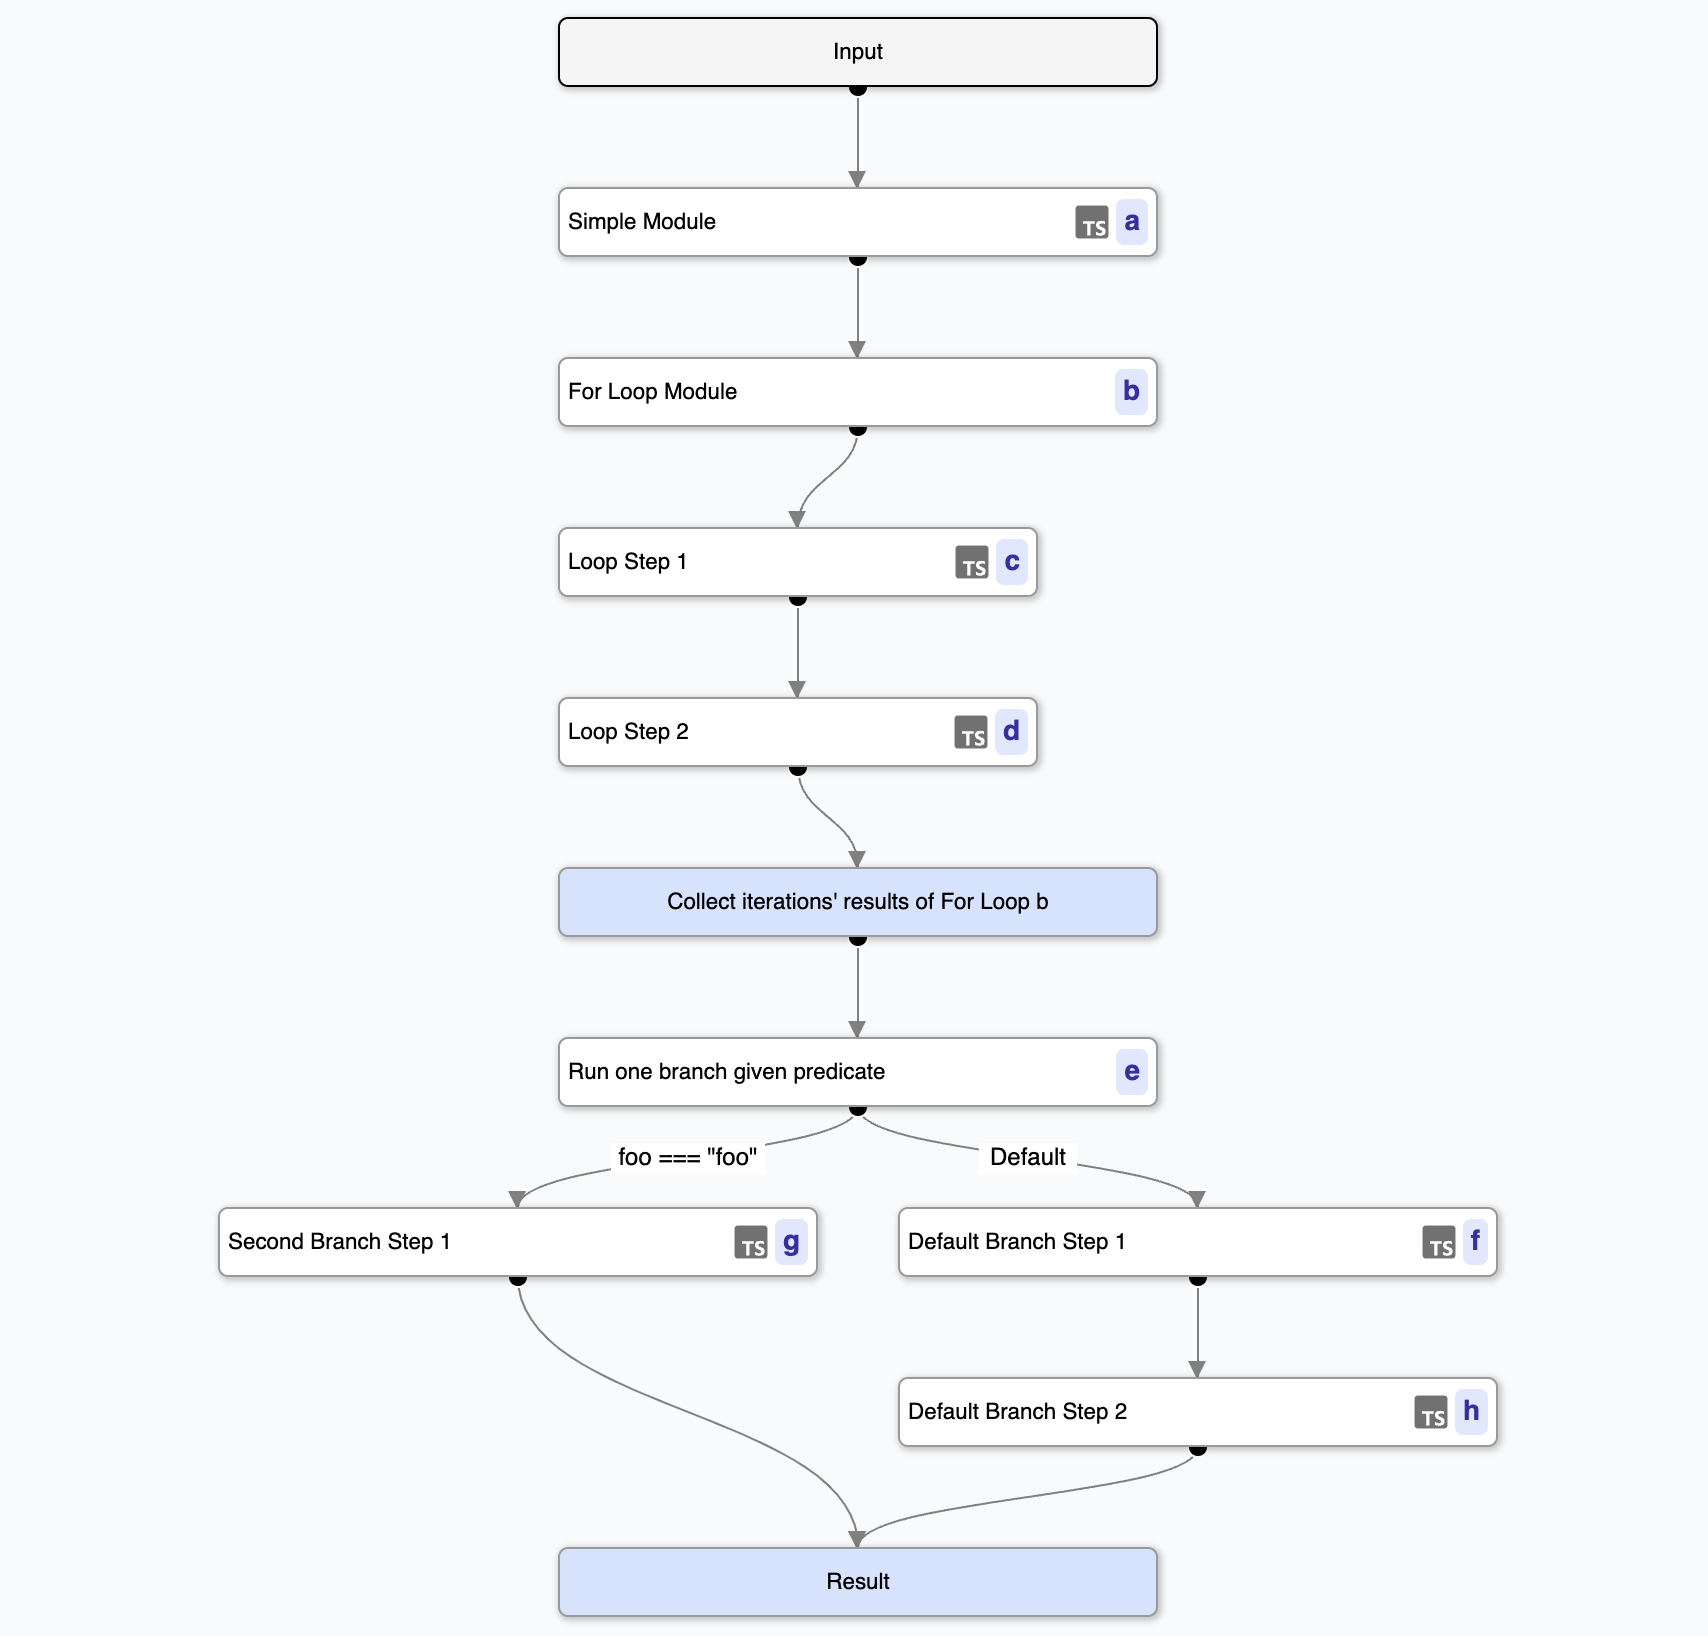 Input
Simple Module TS a
For Loop Module b
Loop Step 1 TS c
Loop Step 2 TS d
Collect iterations' results of For Loop b
Run one branch given predicate e
foo === "foo" Default
Second Branch Step 1 TS g
Default Branch Step 1 TS f
Default Branch Step 2 TS h
Result